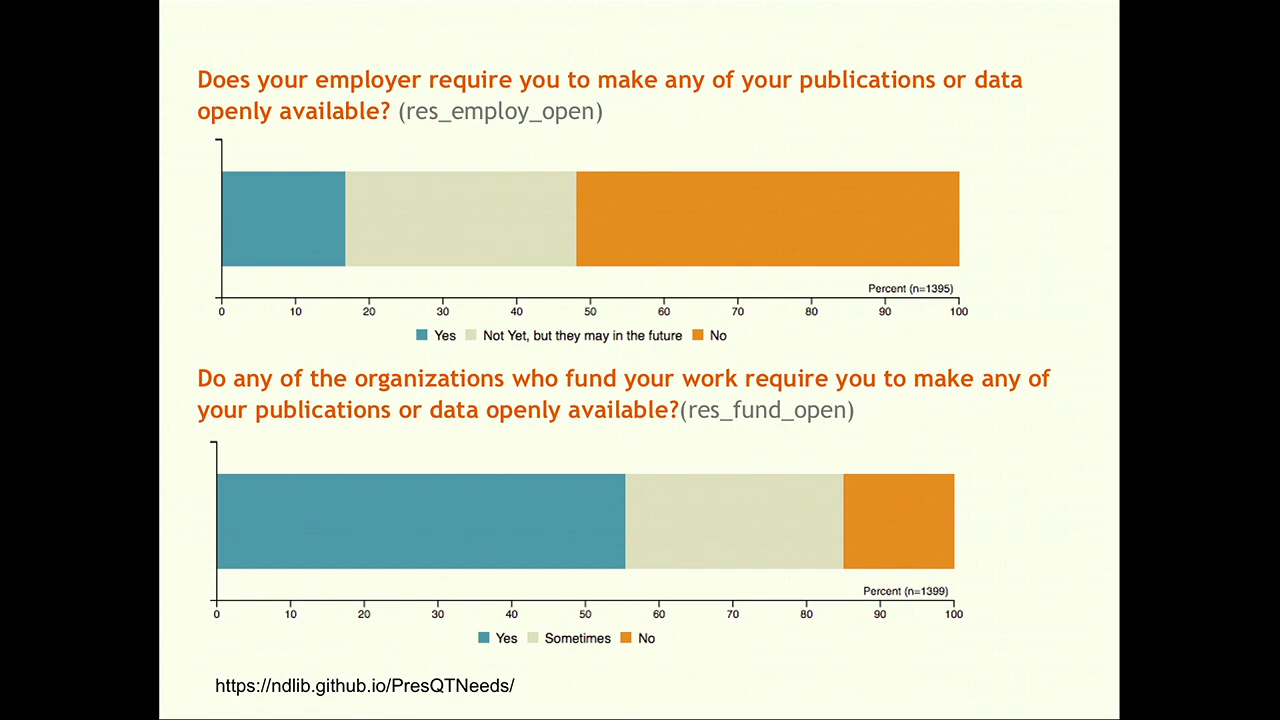 Does your employer require you to make any of your publications or data
openly available? (res_employ_open)
Percent (n=1395)
0 10 20 30 40 50 60 70 80 90 100
Yes Not Yet, but they may in the future No
Do any of the organizations who fund your work require you to make any of
your publications or data openly available?(res_fund_open)
Percent (n=1399)
0 10 20 30 40 50 60 70 80 90 100
Yes Sometimes No
https://ndlib.github.io/PresQTNeeds/